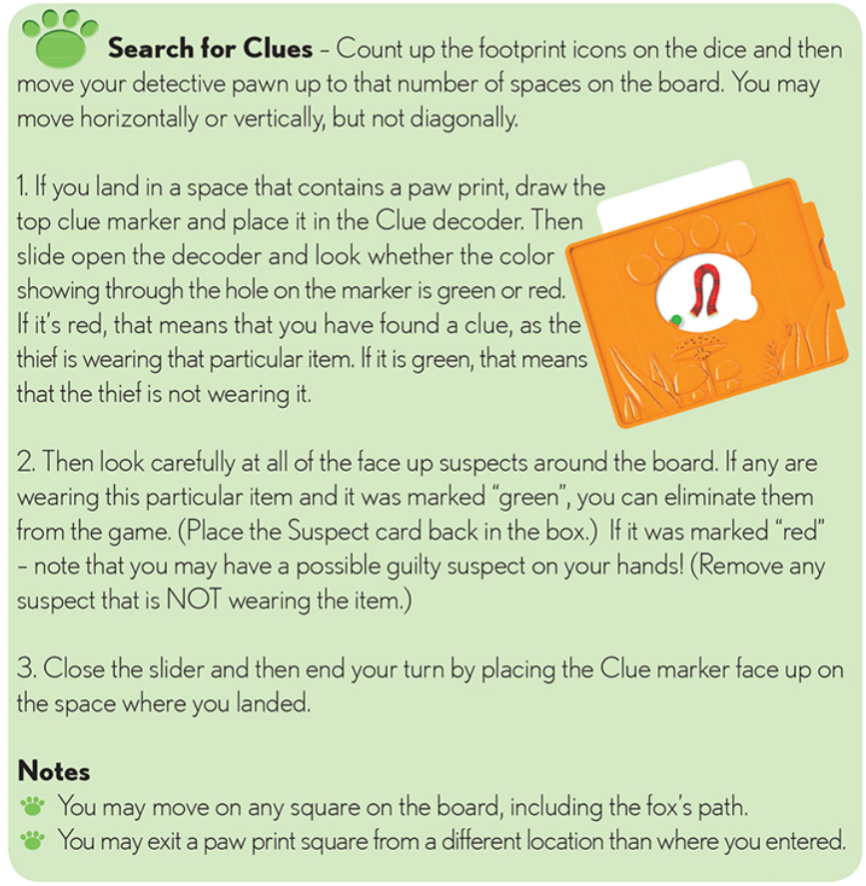 Search for Clues – Count up the footprint icons on the dice and then
move your detective pawn up to that number of spaces on the board. You may
move horizontally or vertically, but not diagonally.
1. If you land in a space that contains a paw print, draw the
top clue marker and place it in the Clue decoder. Then
slide open the decoder and look whether the color
showing through the hole on the marker is green or red.
If it's red, that means that you have found a clue, as the
thief is wearing that particular item. If it is green, that means
that the thief is not wearing it.
2. Then look carefully at all of the face up suspects around the board. If any are
wearing this particular item and it was marked “green”, you can eliminate them
from the game. (Place the Suspect card back in the box.) If it was marked “red”
– note that you may have a possible guilty suspect on your hands! (Remove any
suspect that is NOT wearing the item.)
3. Close the slider and then end your turn by placing the Clue marker face up on
the space where you landed.
Notes
You may move on any square on the board, including the fox's path.
You may exit a paw print square from a different location than where you entered.